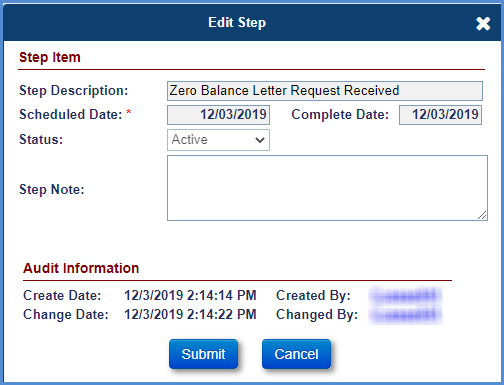 Edit Step
Step Item
Step Description: Zero Balance Letter Request Received
Scheduled Date: * 12/03/2019 Complete Date: 12/03/2019
Status: Active
Step Note:
Audit Information
Create Date: 12/3/2019 2:14:14 PM Created By:
Change Date: 12/3/2019 2:14:22 PM Changed By:
Submit Cancel